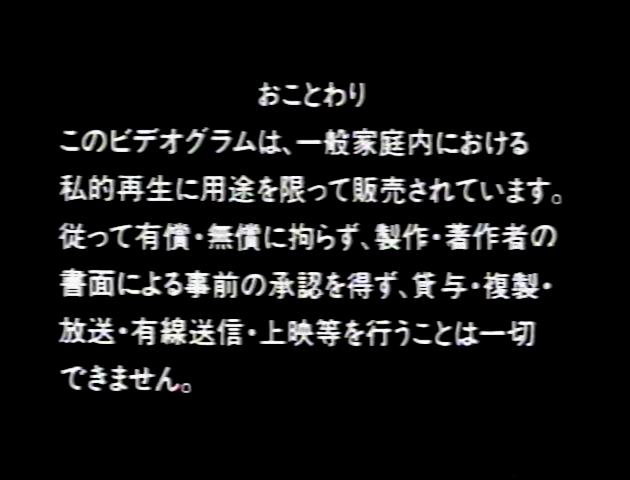 おことわり
このビデオグラムは、一般家庭内における
私的再生に用途を限って販売されています。
従って有償・無償に拘らず、製作・著作者の
書面による事前の承認を得ず、貸与・複製・
放送・有線送信・上映等を行うことは一切
できません。